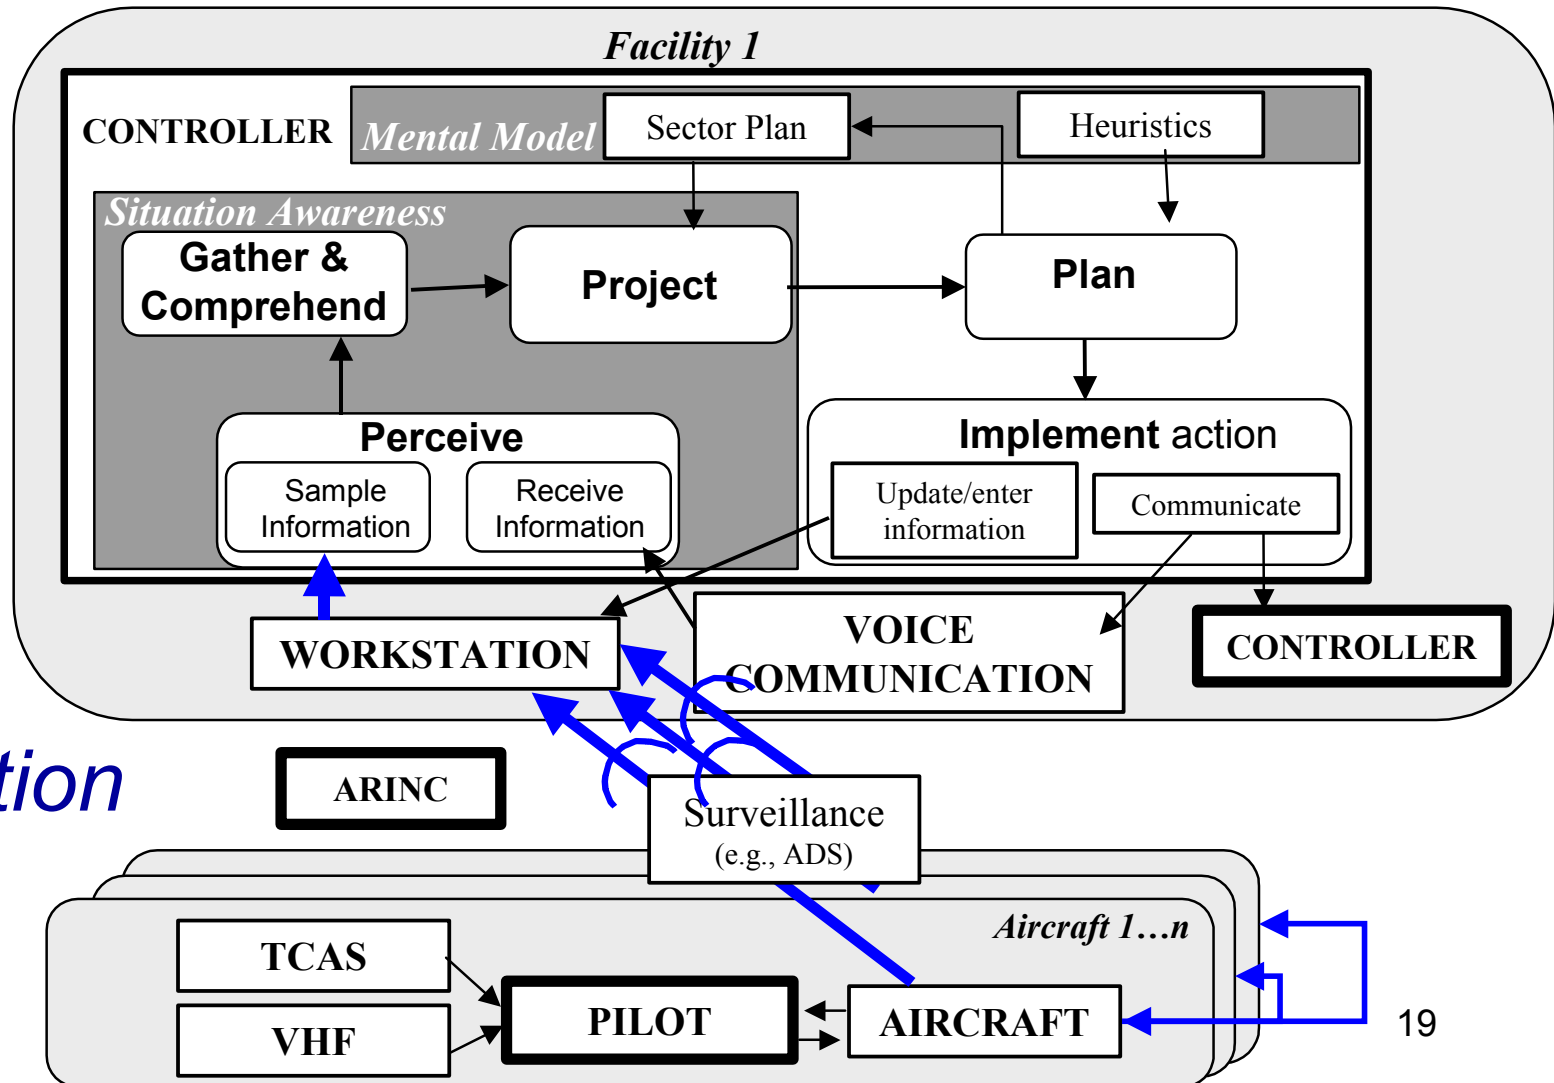 Facility 1
CONTROLLER
Mental Model
Sector Plan
Heuristics
Situation Awareness
Gather &
Comprehend
Project
Plan
Perceive
Sample
Information
Receive
Information
Implement action
Update/enter
information
Communicate
WORKSTATION
VOICE
COMMUNICATION
CONTROLLER
tion
ARINC
Surveillance
(e.g., ADS)
Aircraft 1…n
TCAS
VHF
PILOT
AIRCRAFT
19